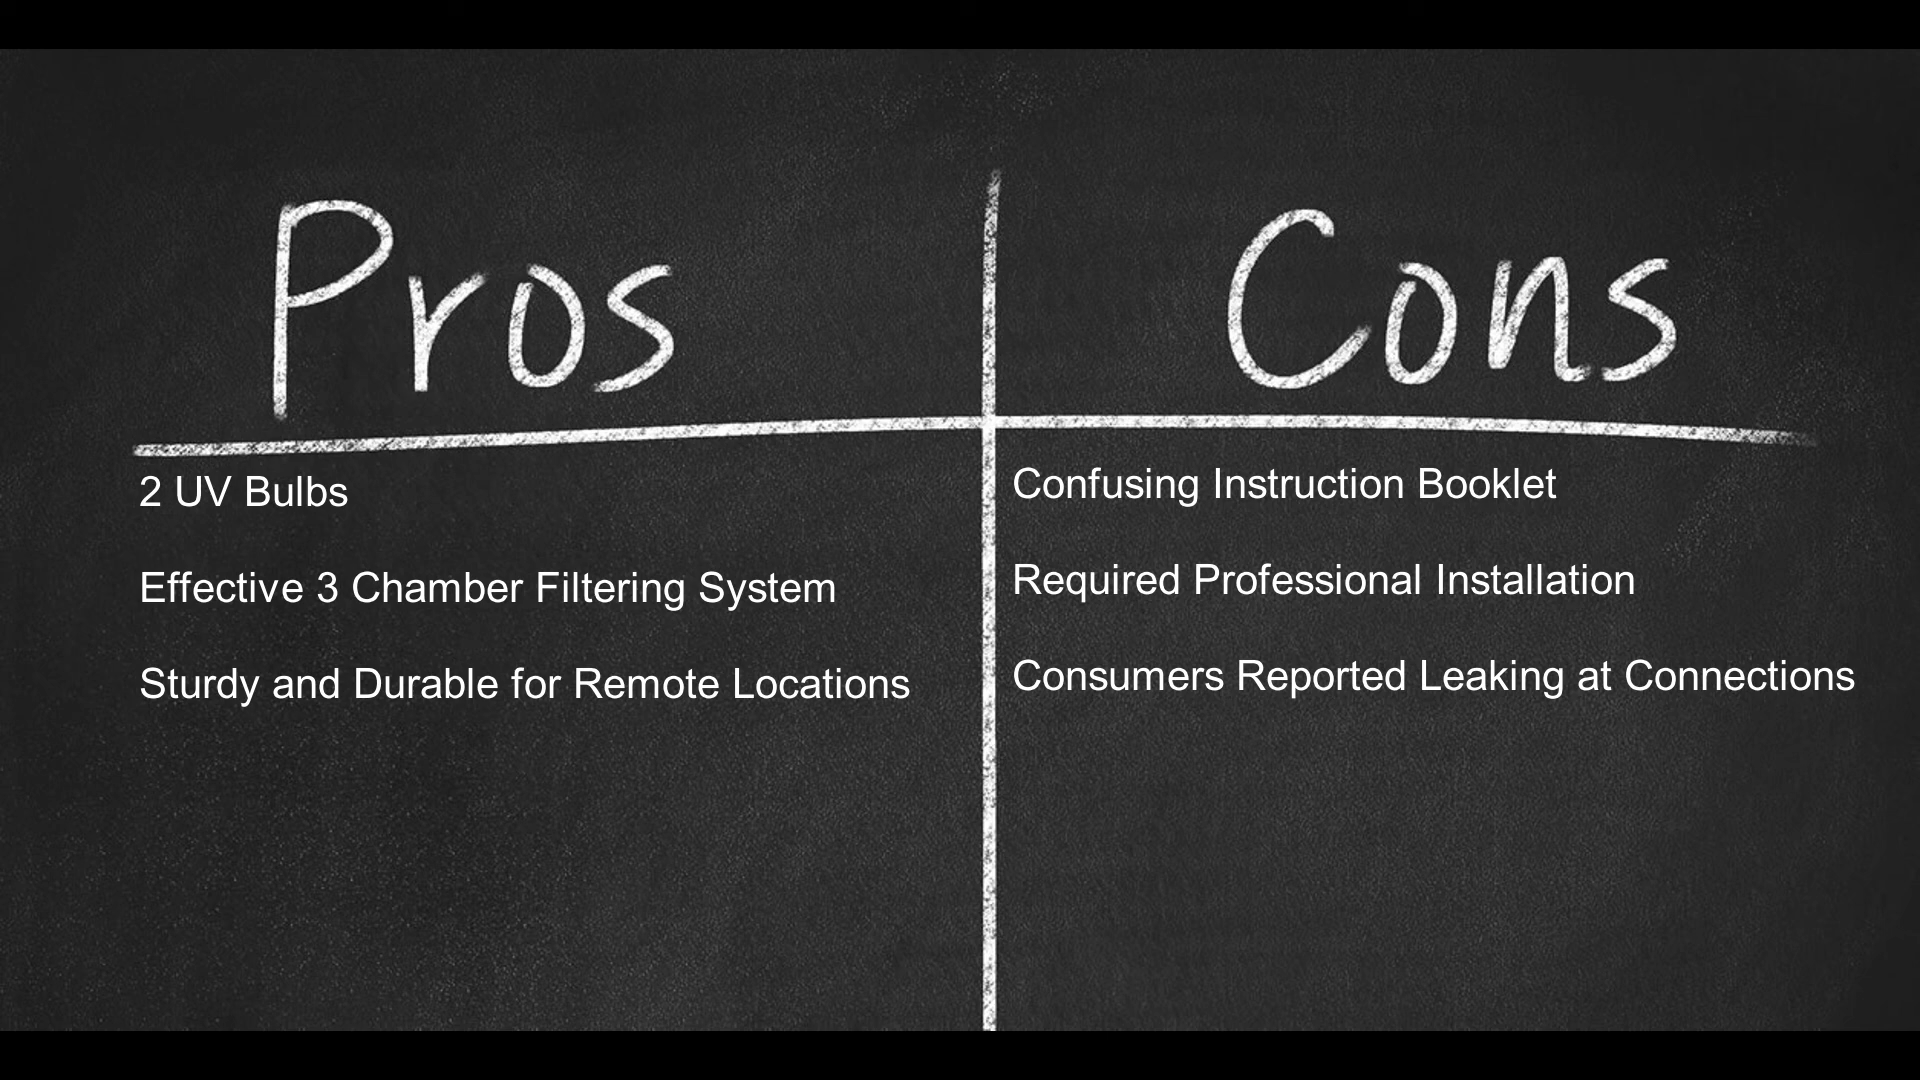 Pros
Cons
2 UV Bulbs
Effective 3 Chamber Filtering System
Sturdy and Durable for Remote Locations
Confusing Instruction Booklet
Required Professional Installation
Consumers Reported Leaking at Connections